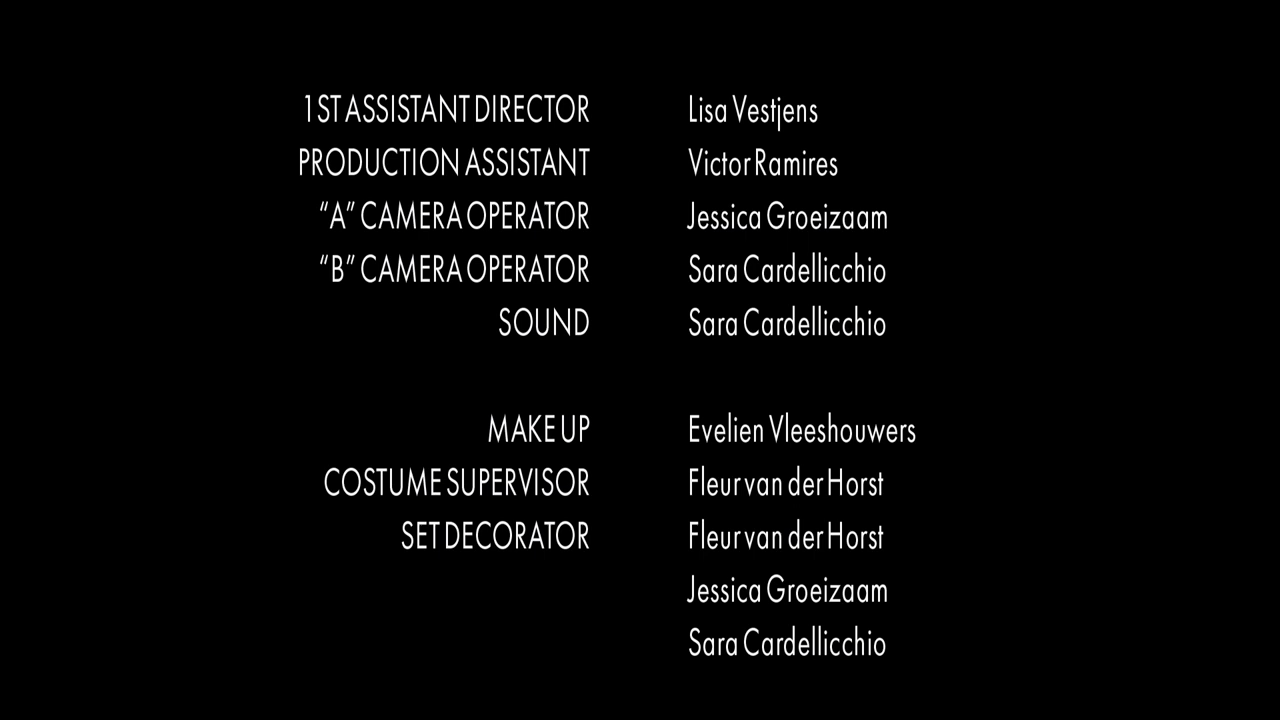 1ST ASSISTANT DIRECTOR Lisa Vestjens
PRODUCTION ASSISTANT Victor Ramires
“A” CAMERA OPERATOR Jessica Groeizaam
“B” CAMERA OPERATOR Sara Cardellicchio
SOUND Sara Cardellicchio
MAKE UP Evelien Vleeshouwers
COSTUME SUPERVISOR Fleur van der Horst
SET DECORATOR Fleur van der Horst
Jessica Groeizaam
Sara Cardellicchio